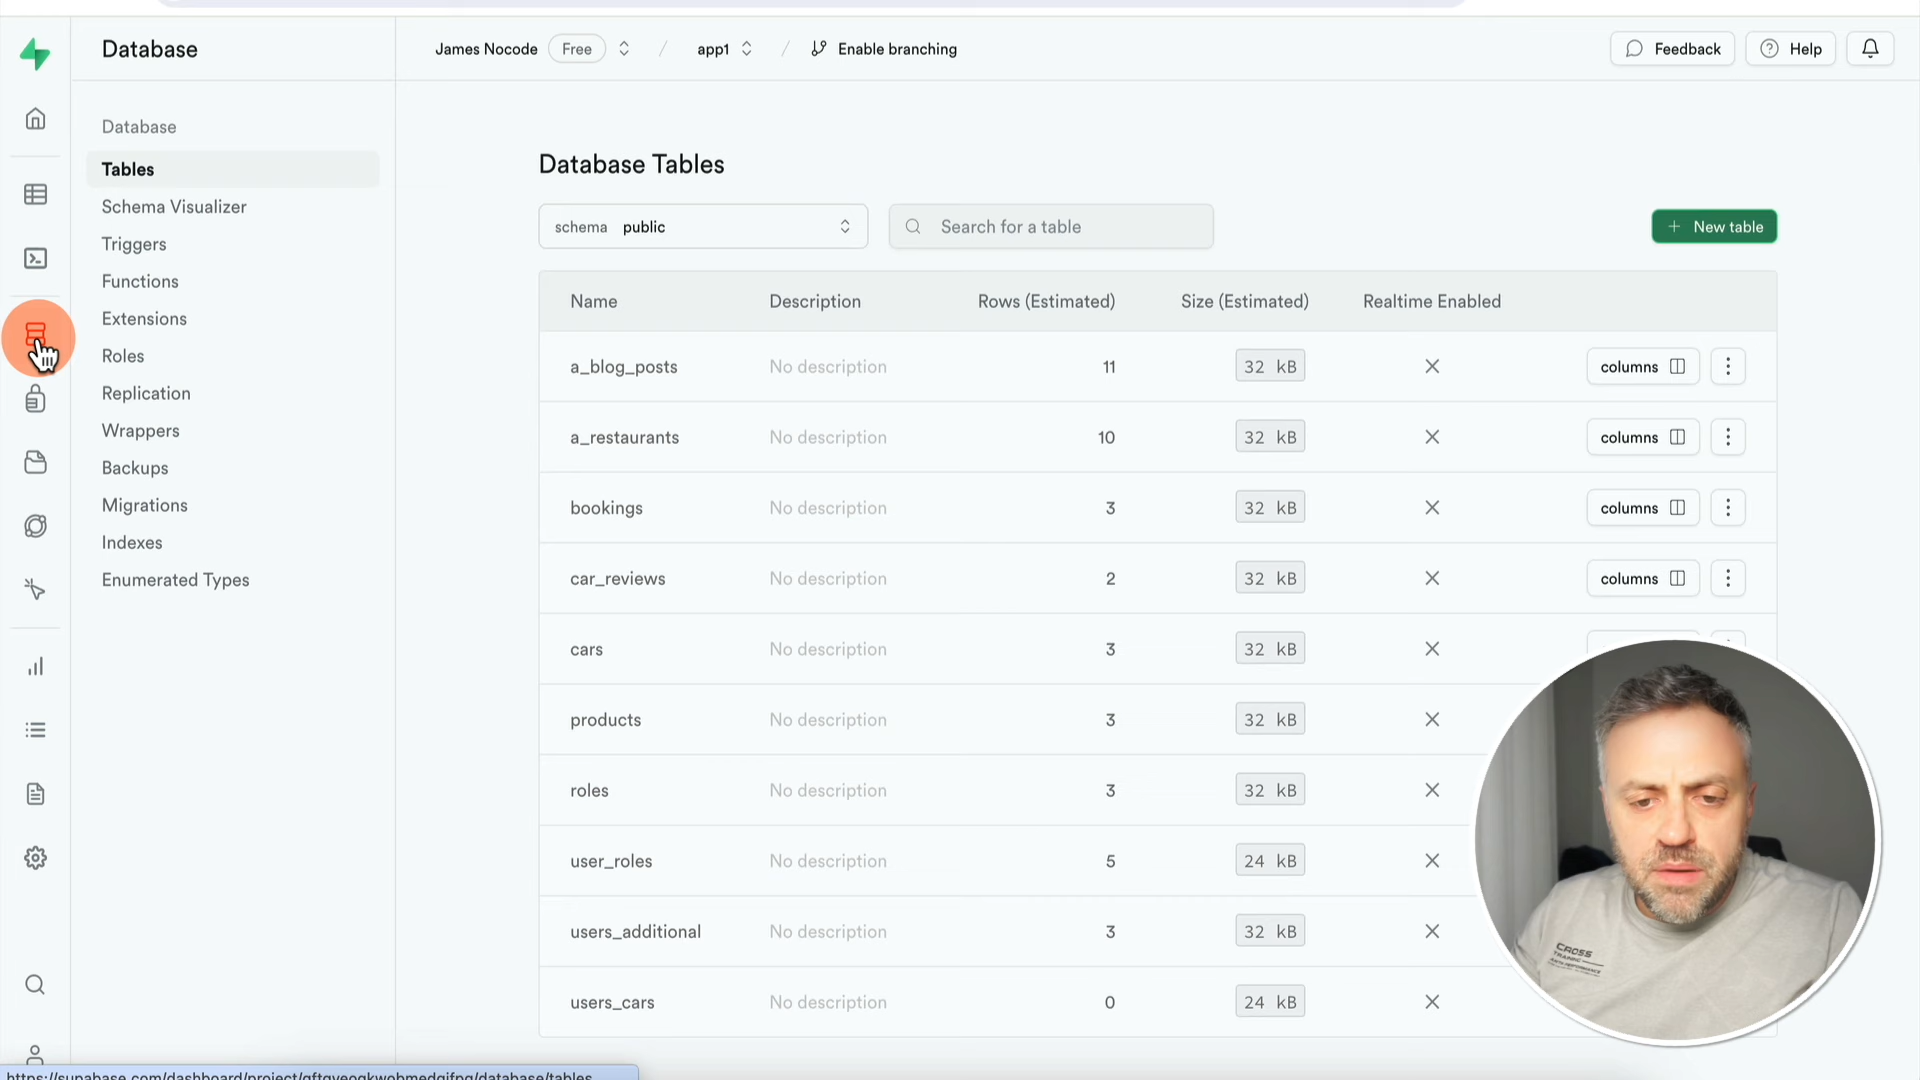 Database
James Nocode Free / app1 / Enable branching
Feedback
Help
Database
Tables
Schema Visualizer
Triggers
Functions
Extensions
Roles
Replication
Wrappers
Backups
Migrations
Indexes
Enumerated Types
Database Tables
schema public
Search for a table
+ New table
Name Description Rows (Estimated) Size (Estimated) Realtime Enabled
a_blog_posts No description 11 32 kB columns
a_restaurants No description 10 32 kB columns
bookings No description 3 32 kB columns
car_reviews No description 2 32 kB columns
cars No description 3 32 kB
products No description 3 32 kB
roles No description 3 32 kB
user_roles No description 5 24 kB
users_additional No description 3 32 kB
users_cars No description 0 24 kB
CROSS